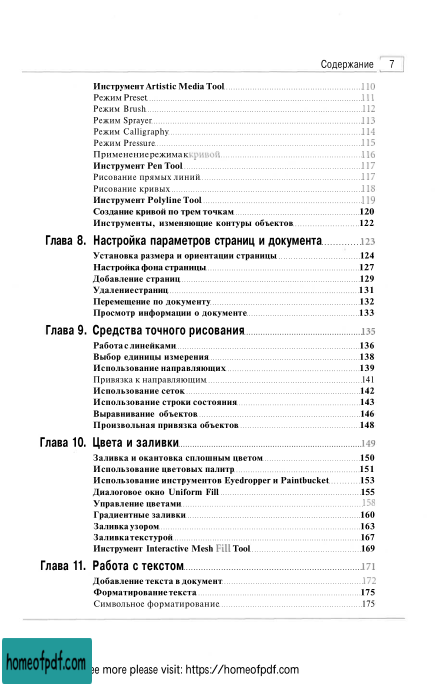 Содержание 7
Инструмент Artistic Media Tool 110
Режим Preset 111
Режим Brush 112
Режим Sprayer 113
Режим Calligraphy 114
Режим Pressure 115
Применение режима к кривой 116
Инструмент Pen Tool 117
Рисование прямых линий 117
Рисование кривых 118
Инструмент Polyline Tool 119
Создание кривой по трем точкам 120
Инструменты, изменяющие контуры объектов 122
Глава 8. Настройка параметров страниц и документа 123
Установка размера и ориентации страницы 124
Настройка фона страницы 127
Добавление страниц 129
Удаление страниц 131
Перемещение по документу 132
Просмотр информации о документе 133
Глава 9. Средства точного рисования 135
Работа с линейками 136
Выбор единицы измерения 138
Использование направляющих 139
Привязка к направляющим 141
Использование сеток 142
Использование строки состояния 143
Выравнивание объектов 146
Произвольная привязка объектов 148
Глава 10. Цвета и заливки 149
Заливка и окантовка сплошным цветом 150
Использование цветовых палитр 151
Использование инструментов Eyedropper и Paintbucket 153
Диалоговое окно Uniform Fill 155
Управление цветами 158
Градиентные заливки 160
Заливка узором 163
Заливка текстурой 167
Инструмент Interactive Mesh Fill Tool 169
Глава 11. Работа с текстом 171
Добавление текста в документ 172
Форматирование текста 175
Символьное форматирование 175
homeofpdf.com
ee more please visit: https://homeofpdf.com